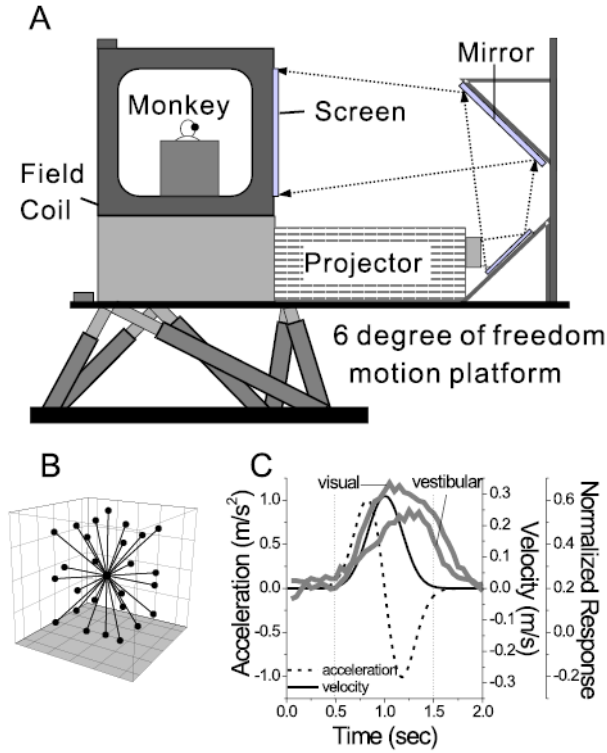 A
Mirror
Monkey
Screen
Field
Coil
Projector
6 degree of freedom
motion platform
B
C
visual
vestibular
Acceleration (m/s²)
1.0
0.5
0.0
-0.5
-1.0
acceleration
velocity
0.0
0.5
1.0
1.5
2.0
Time (sec)
0.3
0.2
0.1
0.0
-0.1
-0.2
-0.3
Velocity (m/s)
0.6
0.4
0.2
0.0
-0.2
Normalized Response